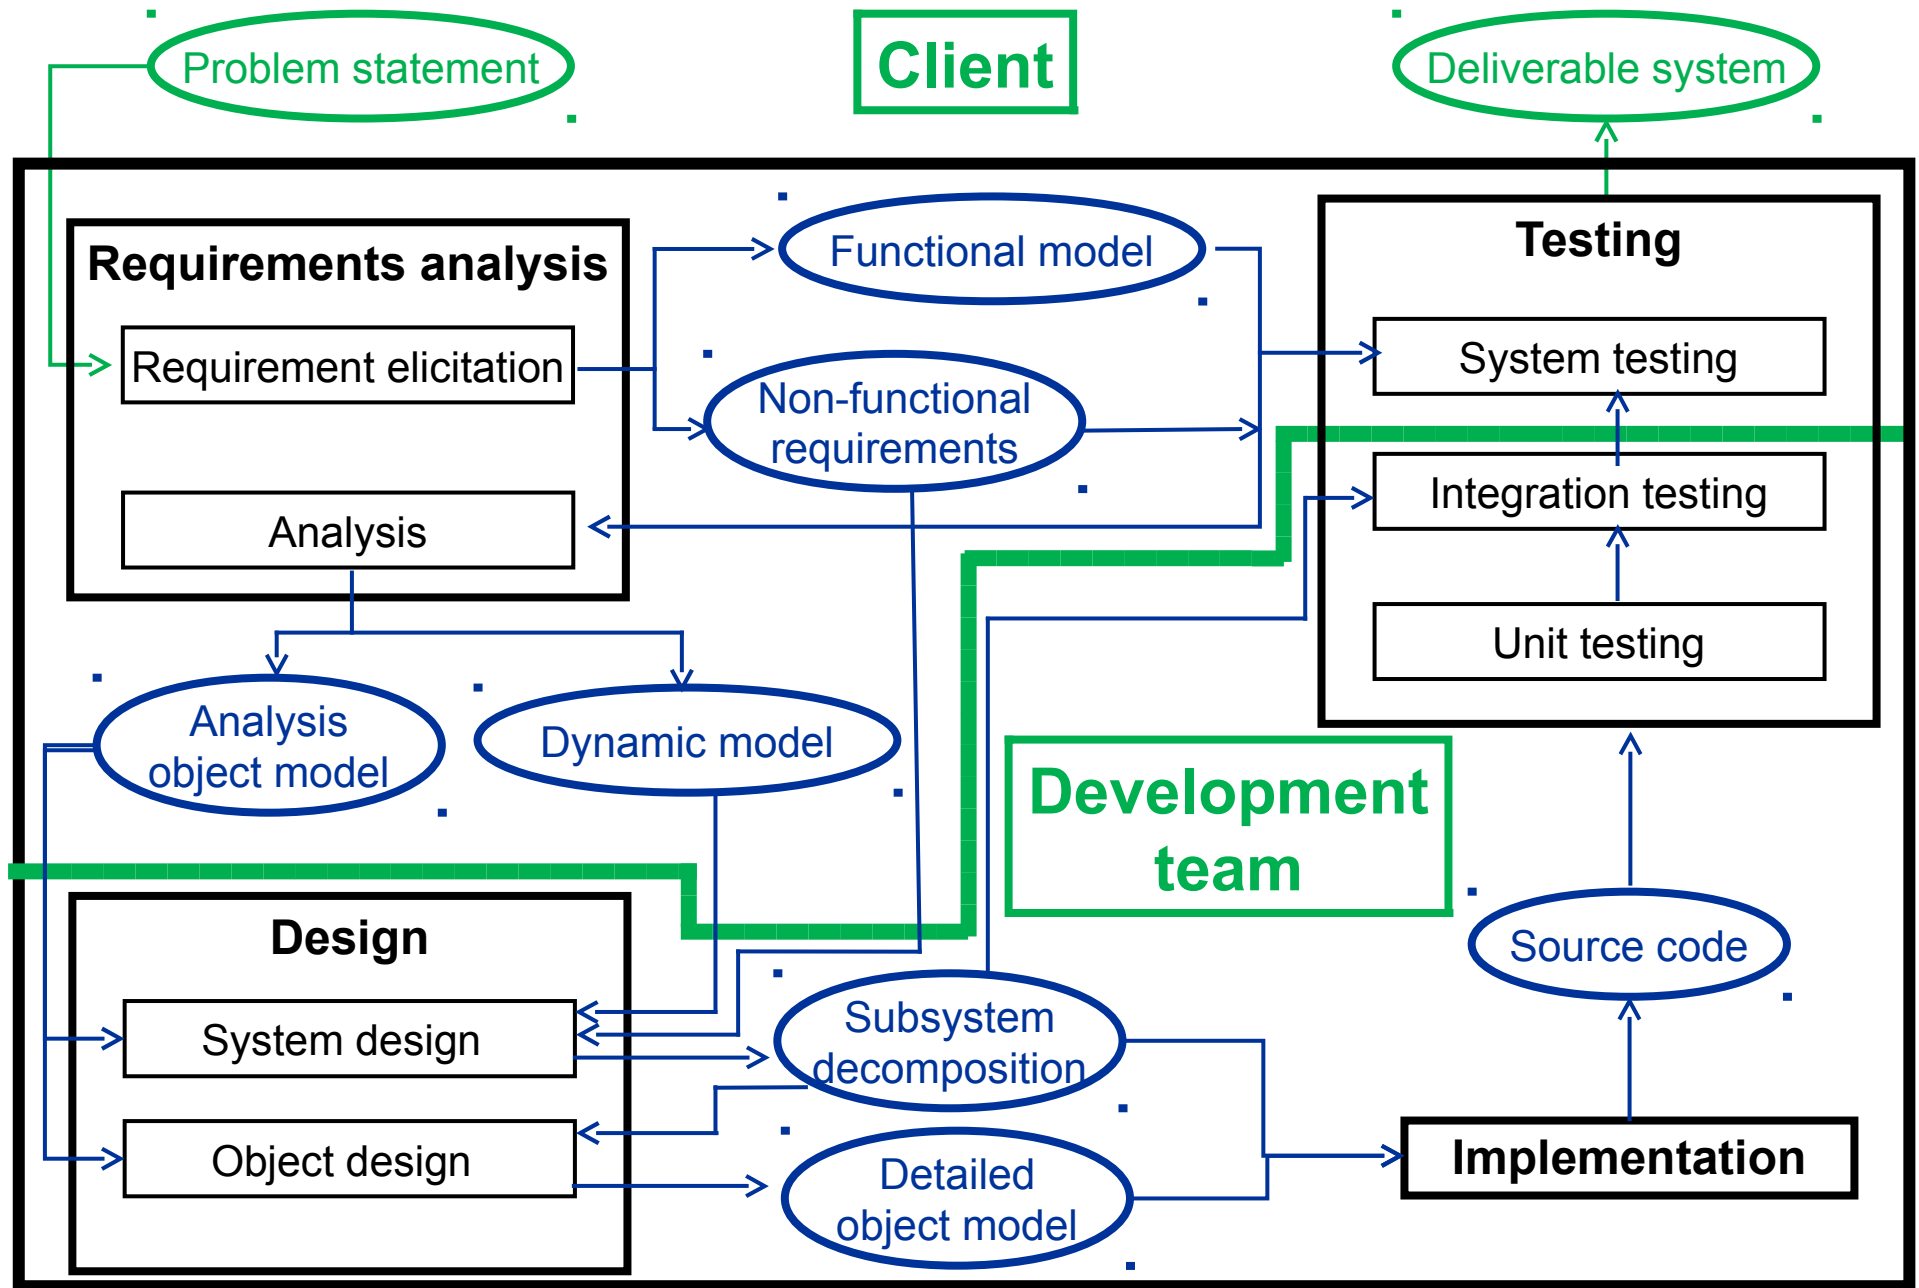 Problem statement
Client
Deliverable system
Requirements analysis
Requirement elicitation
Analysis
Functional model
Non-functional
requirements
Testing
System testing
Integration testing
Unit testing
Analysis
object model
Dynamic model
Development
team
Design
System design
Object design
Subsystem
decomposition
Detailed
object model
Source code
Implementation